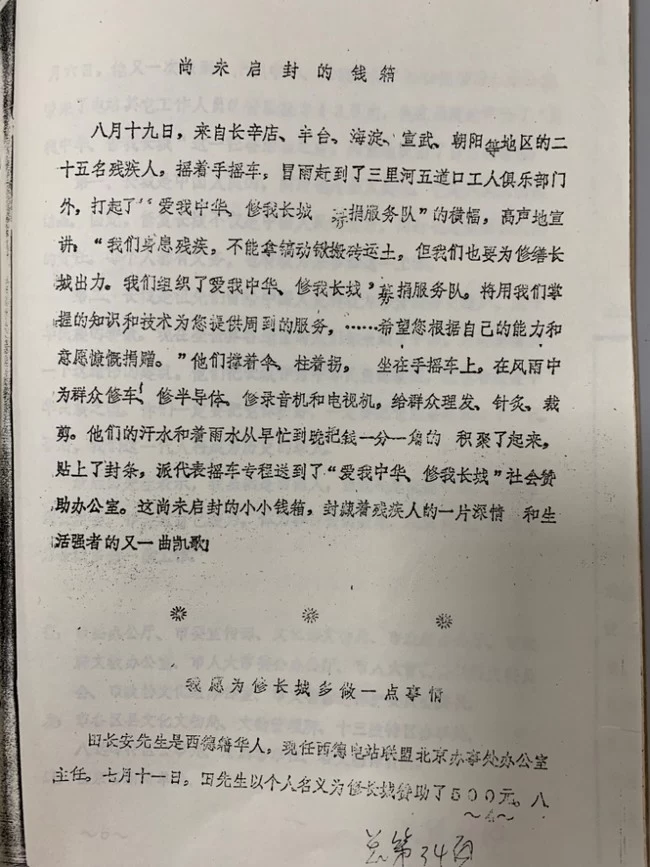 尚未启封的钱箱
八月十九日，来自长辛店、丰台、海淀、宣武、朝阳等地区的二
十五名残疾人，摇着手摇车，冒雨赶到了三里河五道口工人俱乐部门
外，打起了“爱我中华、修我长城 募捐服务队”的横幅，高声地宣
讲：“我们身患残疾，不能拿镐动锹搬砖运土，但我们也要为修缮长
城出力。我们组织了爱我中华、修我长城’募捐服务队。将用我们掌
握的知识和技术为您提供周到的服务，……希望您根据自己的能力和
意愿慷慨捐赠。”他们撑着伞、柱着拐， 坐在手摇车上，在风雨中
为群众修车、修半导体、修录音机和电视机，给群众理发、针灸、裁
剪。他们的汗水和着雨水从早忙到晚把钱一分一角的 积聚了起来，
贴上了封条，派代表摇车专程送到了“爱我中华、修我长城”社会赞
助办公室。这尚未启封的小小钱箱，封藏着残疾人的一片深情 和生
活强者的又一曲凯歌
我愿为修长城多做一点事情
田长安先生是西德籍华人，现任西德电站联盟北京办事处办公室
主任。七月十一日，田先生以个人名义为修长城赞助了500元。八
～4～
总第34页